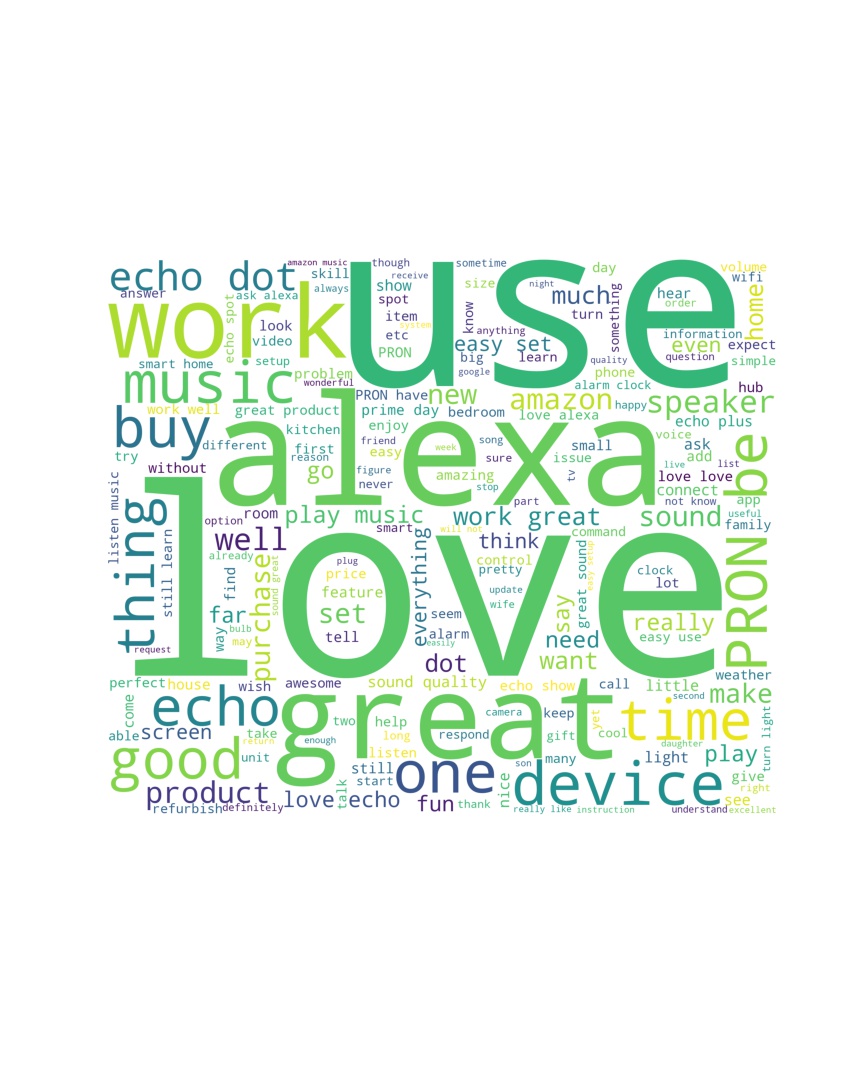 amazon music
though
sometime
day
volume
echo dot
skill
receive
use
wifi
answer
always
show
size
night
much
something
hear
home
ask alexa
echo spot
spot
know
turn
order
work
look
item
system
anything
information
video
etc
easy set
even
expect
smart home
setup
PRON
big
learn
quality
question
simple
music
problem
google
phone
wonderful
alarm clock
hub
PRON have
new
amazon
happy
speaker
work well
great product
prime day
bedroom
love alexa
echo plus
buy
kitchen
enjoy
alexa
voice
different
first
friend
song
small
ask
be
try
reason
easy
week
sure
issue
add
live
list
without
go
figure
amazing
tv
love love
never
stop
connect
not know
app
listen music
thing
room
play music
part
work great
sound
useful
option
smart
will not
command
family
still learn
well
think
already
everything
control
great sound
easy setup
PRON
love
find
purchase
sound great
plug
price
pretty
clock
lot
feature
update
far
set
wife
say
really
way
bulb
seem
may
tell
alarm
easily
need
easy use
request
dot
want
weather
perfect
house
wish
awesome
sound quality
echo show
call
little
second
make
come
echo
great
camera
keep
yet
time
able
screen
take
two
help
respond
gift
cool
turn light
return
enough
long
daughter
good
unit
listen
son
many
light
play
still
one
device
start
give
product
talk
nice
right
refurbish
definitely
love echo
fun
thank
see
really like
instruction
understand
excellent